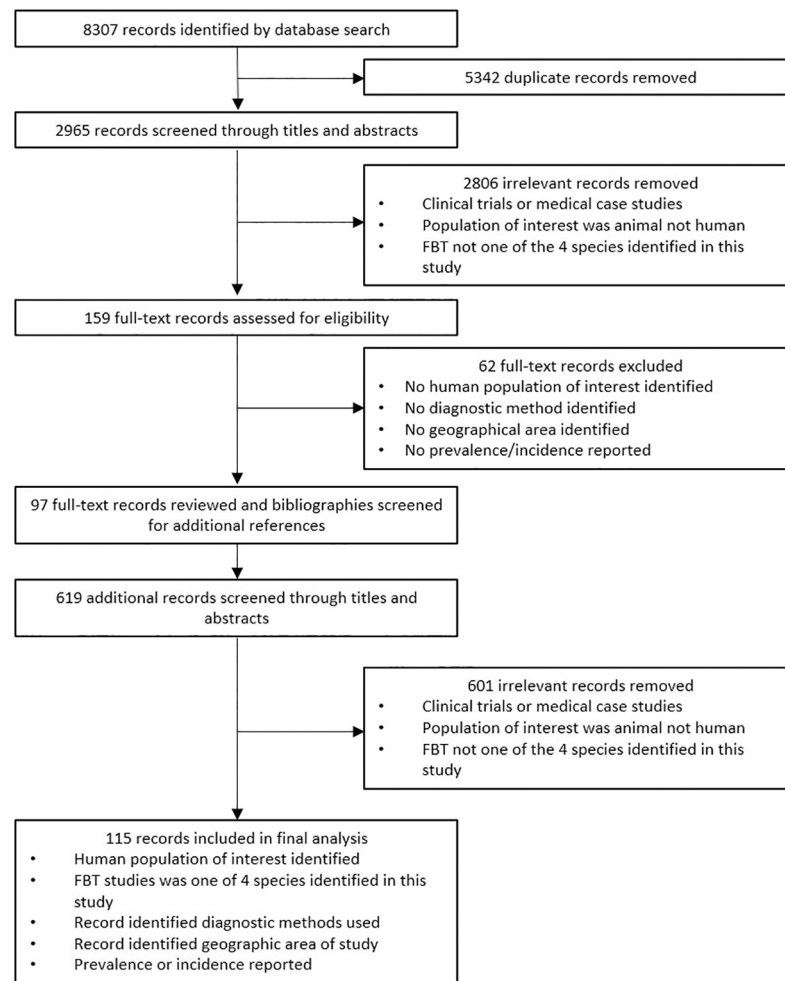 8307 records identified by database search
5342 duplicate records removed
2965 records screened through titles and abstracts
2806 irrelevant records removed
• Clinical trials or medical case studies
• Population of interest was animal not human
• FBT not one of the 4 species identified in this
study
159 full-text records assessed for eligibility
62 full-text records excluded
• No human population of interest identified
• No diagnostic method identified
• No geographical area identified
• No prevalence/incidence reported
97 full-text records reviewed and bibliographies screened
for additional references
619 additional records screened through titles and
abstracts
601 irrelevant records removed
• Clinical trials or medical case studies
• Population of interest was animal not human
• FBT not one of the 4 species identified in this
study
115 records included in final analysis
• Human population of interest identified
• FBT studies was one of 4 species identified in this
study
• Record identified diagnostic methods used
• Record identified geographic area of study
• Prevalence or incidence reported